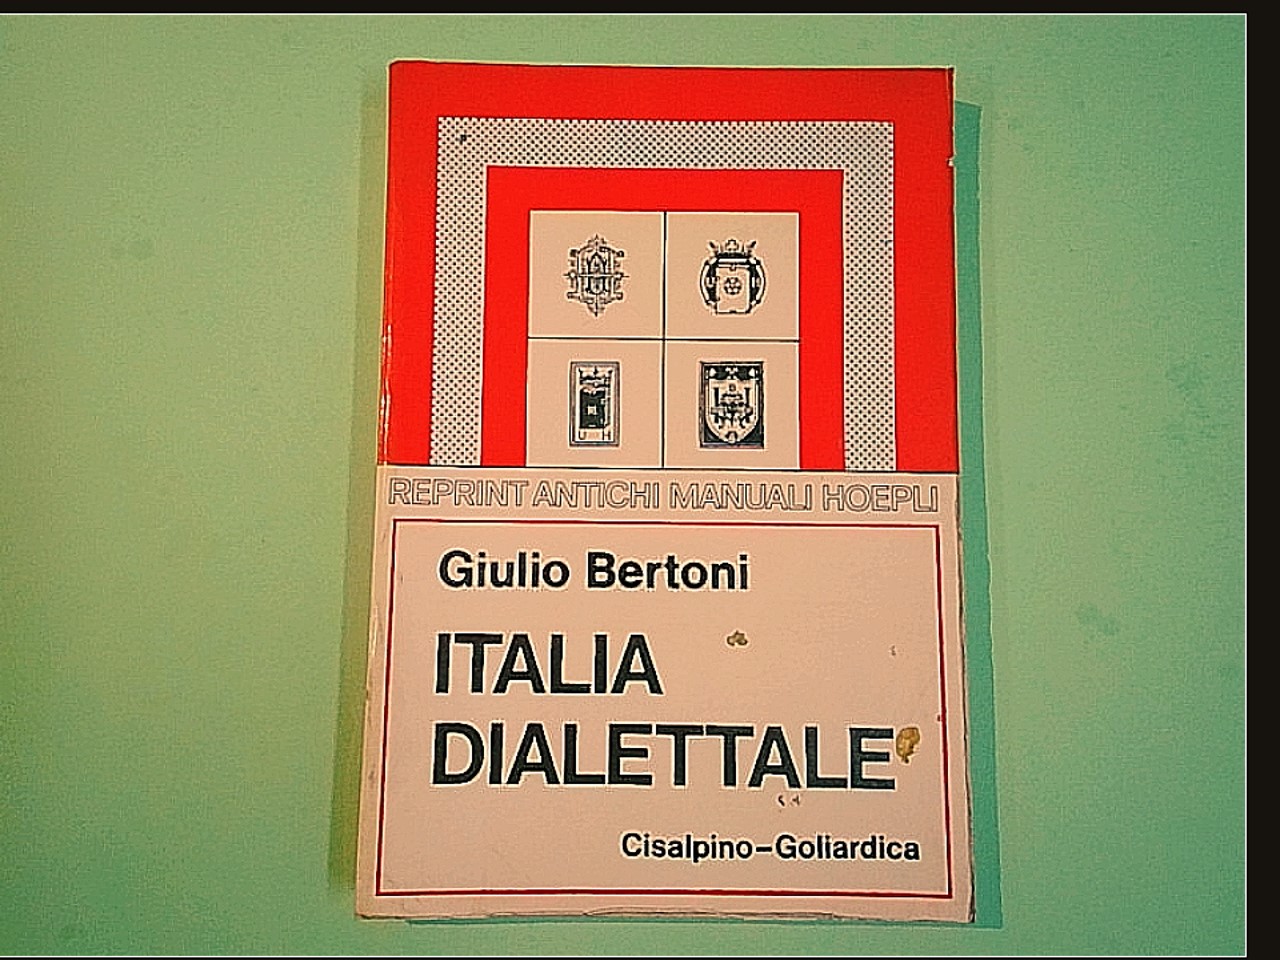 U H
REPRINT ANTICHI MANUALI HOEPLI
Giulio Bertoni
ITALIA
DIALETTALE
Cisalpino-Goliardica